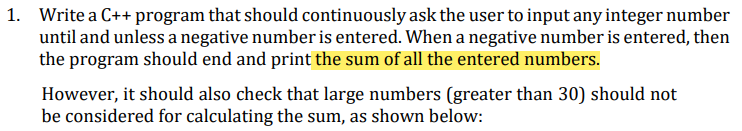 1. Write a C++ program that should continuously ask the user to input any integer number
until and unless a negative number is entered. When a negative number is entered, then
the program should end and print the sum of all the entered numbers.
However, it should also check that large numbers (greater than 30) should not
be considered for calculating the sum, as shown below: